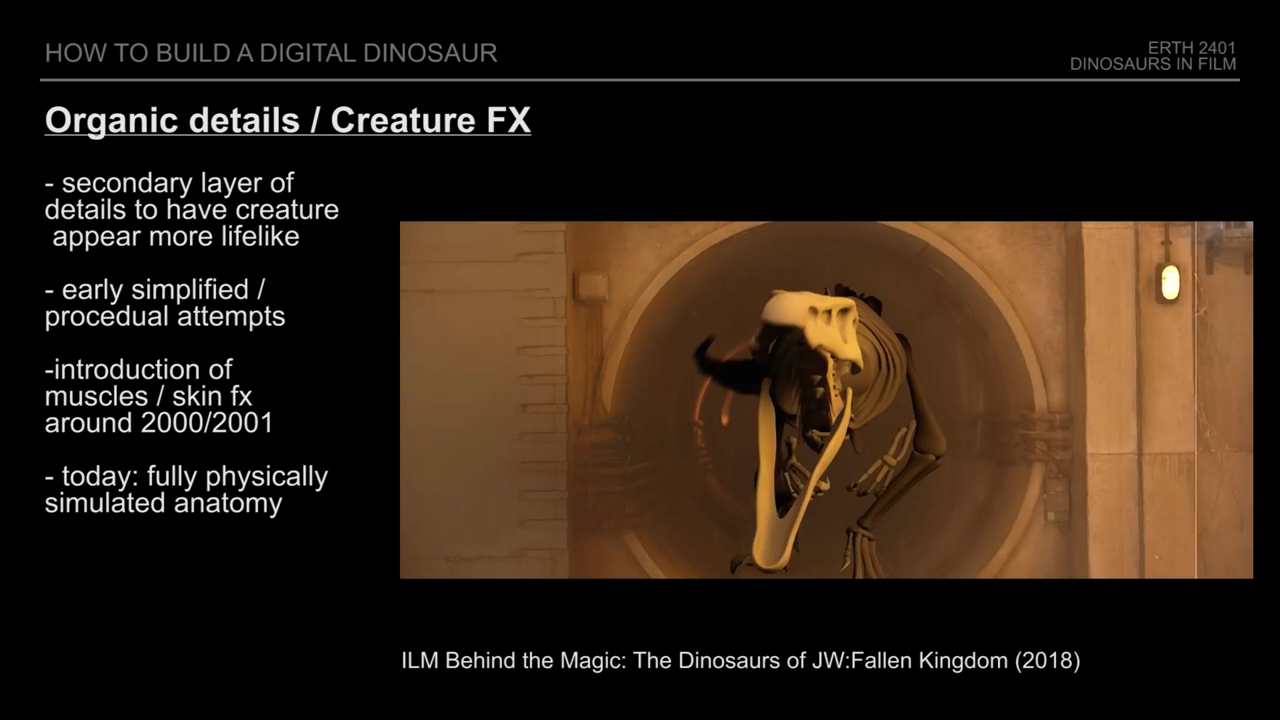 HOW TO BUILD A DIGITAL DINOSAUR
ERTH 2401
DINOSAURS IN FILM
Organic details / Creature FX
- secondary layer of
details to have creature
appear more lifelike
- early simplified /
procedual attempts
-introduction of
muscles / skin fx
around 2000/2001
- today: fully physically
simulated anatomy
ILM Behind the Magic: The Dinosaurs of JW:Fallen Kingdom (2018)